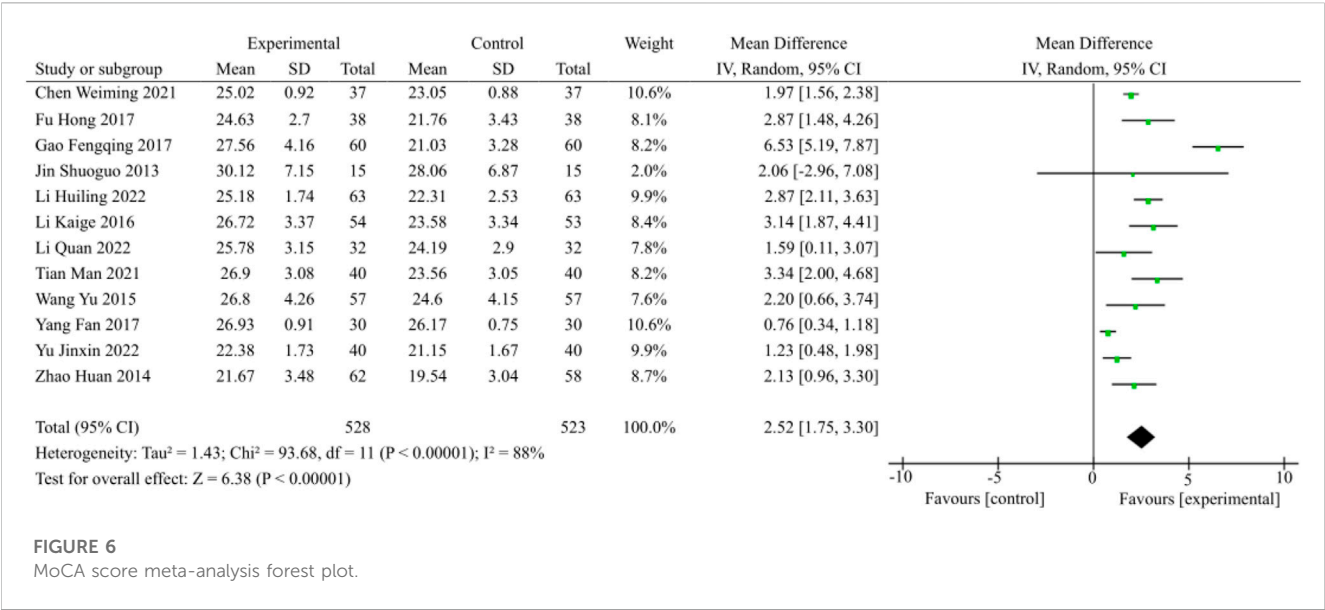 Experimental Control Weight Mean Difference Mean Difference
Study or subgroup Mean SD Total Mean SD Total IV, Random, 95% CI IV, Random, 95% CI
Chen Weiming 2021 25.02 0.92 37 23.05 0.88 37 10.6% 1.97 [1.56, 2.38]
Fu Hong 2017 24.63 2.7 38 21.76 3.43 38 8.1% 2.87 [1.48, 4.26]
Gao Fengqing 2017 27.56 4.16 60 21.03 3.28 60 8.2% 6.53 [5.19, 7.87]
Jin Shuoguo 2013 30.12 7.15 15 28.06 6.87 15 2.0% 2.06 [-2.96, 7.08]
Li Huiling 2022 25.18 1.74 63 22.31 2.53 63 9.9% 2.87 [2.11, 3.63]
Li Kaige 2016 26.72 3.37 54 23.58 3.34 53 8.4% 3.14 [1.87, 4.41]
Li Quan 2022 25.78 3.15 32 24.19 2.9 32 7.8% 1.59 [0.11, 3.07]
Tian Man 2021 26.9 3.08 40 23.56 3.05 40 8.2% 3.34 [2.00, 4.68]
Wang Yu 2015 26.8 4.26 57 24.6 4.15 57 7.6% 2.20 [0.66, 3.74]
Yang Fan 2017 26.93 0.91 30 26.17 0.75 30 10.6% 0.76 [0.34, 1.18]
Yu Jinxin 2022 22.38 1.73 40 21.15 1.67 40 9.9% 1.23 [0.48, 1.98]
Zhao Huan 2014 21.67 3.48 62 19.54 3.04 58 8.7% 2.13 [0.96, 3.30]
Total (95% CI) 528 523 100.0% 2.52 [1.75, 3.30]
Heterogeneity: Tau² = 1.43; Chi² = 93.68, df = 11 (P < 0.00001); I² = 88%
Test for overall effect: Z = 6.38 (P < 0.00001)
-10 -5 0 5 10
Favours [control] Favours [experimental]
FIGURE 6
MoCA score meta-analysis forest plot.